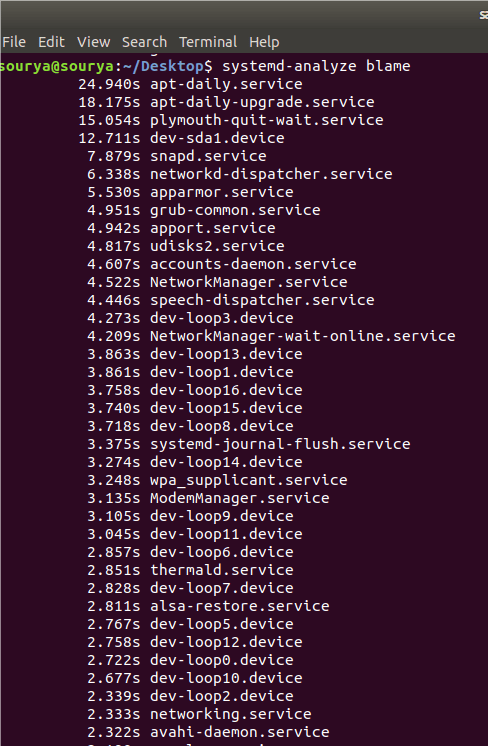 File Edit View Search Terminal Help
sourya@sourya:~/Desktop$ systemd-analyze blame
24.940s apt-daily.service
18.175s apt-daily-upgrade.service
15.054s plymouth-quit-wait.service
12.711s dev-sda1.device
7.879s snapd.service
6.338s networkd-dispatcher.service
5.530s apparmor.service
4.951s grub-common.service
4.942s apport.service
4.817s udisks2.service
4.607s accounts-daemon.service
4.522s NetworkManager.service
4.446s speech-dispatcher.service
4.273s dev-loop3.device
4.209s NetworkManager-wait-online.service
3.863s dev-loop13.device
3.861s dev-loop1.device
3.758s dev-loop16.device
3.740s dev-loop15.device
3.718s dev-loop8.device
3.375s systemd-journal-flush.service
3.274s dev-loop14.device
3.248s wpa_supplicant.service
3.135s ModemManager.service
3.105s dev-loop9.device
3.045s dev-loop11.device
2.857s dev-loop6.device
2.851s thermald.service
2.828s dev-loop7.device
2.811s alsa-restore.service
2.767s dev-loop5.device
2.758s dev-loop12.device
2.722s dev-loop0.device
2.677s dev-loop10.device
2.339s dev-loop2.device
2.333s networking.service
2.322s avahi-daemon.service